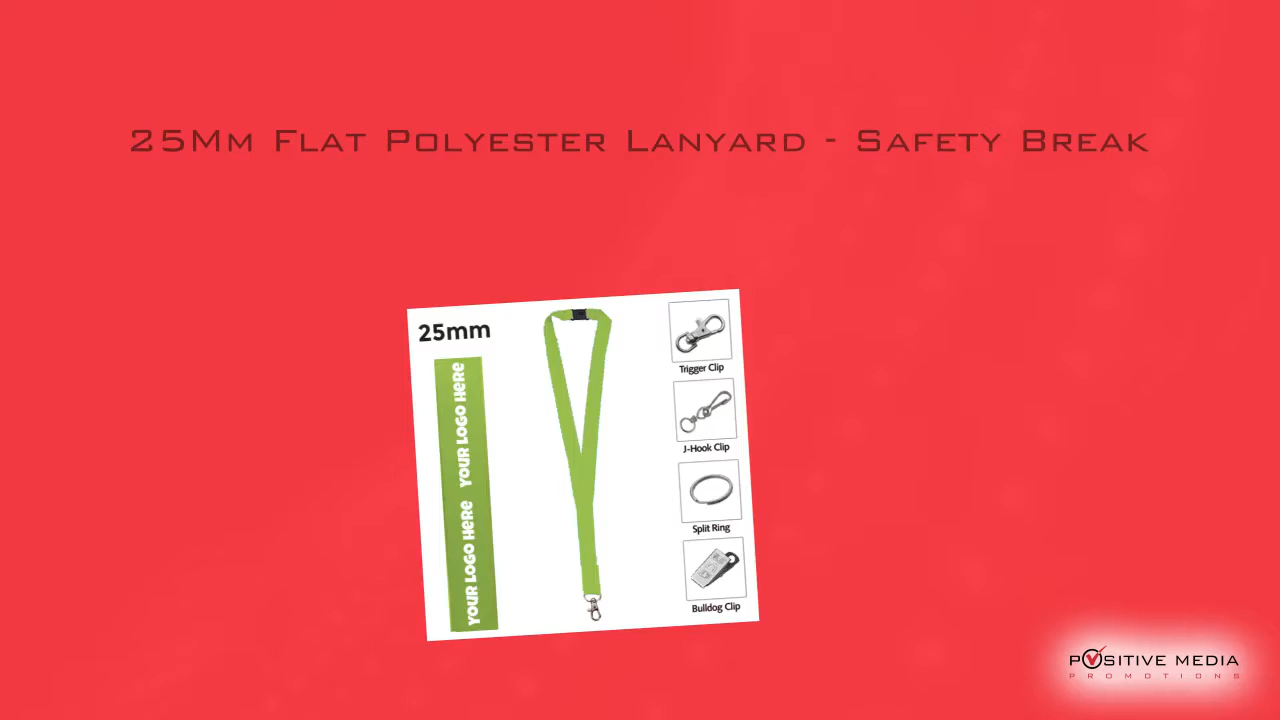 25Mm Flat Polyester Lanyard - Safety Break
25mm
YOUR LOGO HERE YOUR LOGO HERE
Trigger Clip
J-Hook Clip
Split Ring
Bulldog Clip
POSITIVE MEDIA
PROMOTIONS